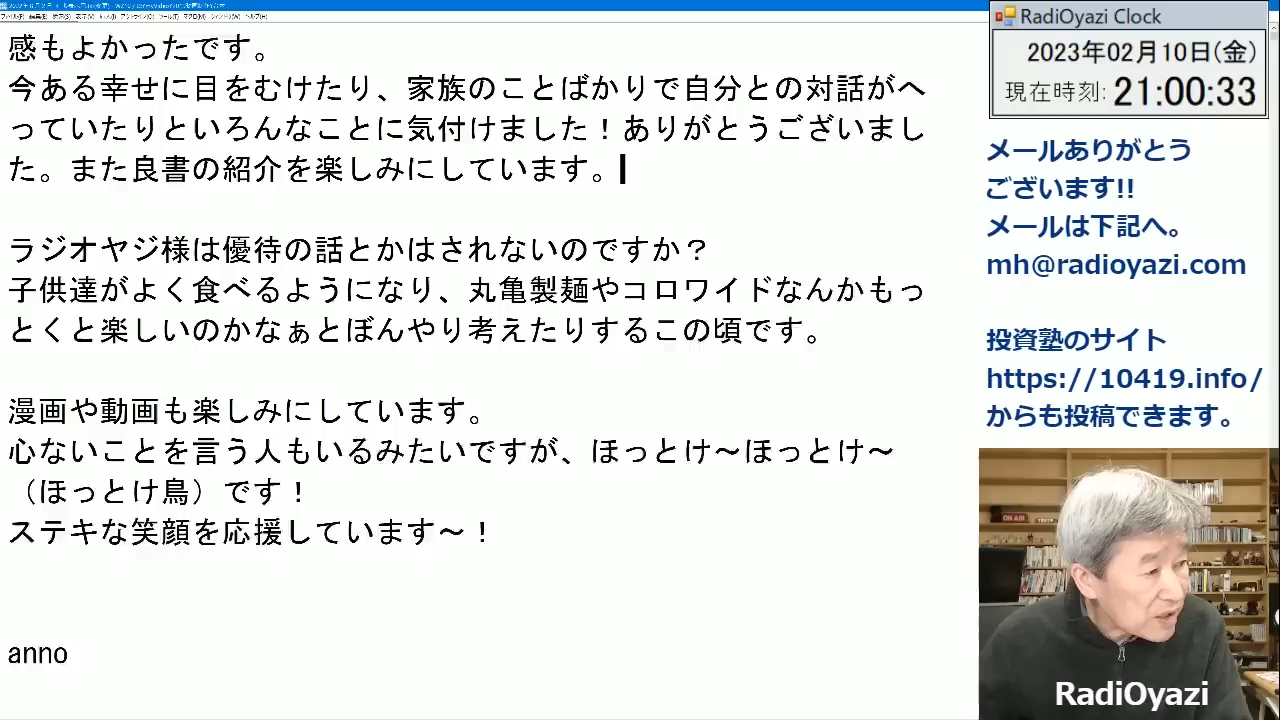 感もよかったです。
今ある幸せに目をむけたり、家族のことばかりで自分との対話がへ
っていたりといろんなことに気付けました！ありがとうございまし
た。また良書の紹介を楽しみにしています。
ラジオヤジ様は優待の話とかはされないのですか？
子供達がよく食べるようになり、丸亀製麺やコロワイドなんかもっ
とくと楽しいのかなぁとぼんやり考えたりするこの頃です。
漫画や動画も楽しみにしています。
心ないことを言う人もいるみたいですが、ほっとけ～ほっとけ～
（ほっとけ鳥）です！
ステキな笑顔を応援しています～！
anno
RadiOyazi Clock
2023年02月10日(金)
現在時刻: 21:00:33
メールありがとう
ございます!!
メールは下記へ。
mh@radioyazi.com
投資塾のサイト
https://10419.info/
からも投稿できます。
ON AIR
RadiOyazi